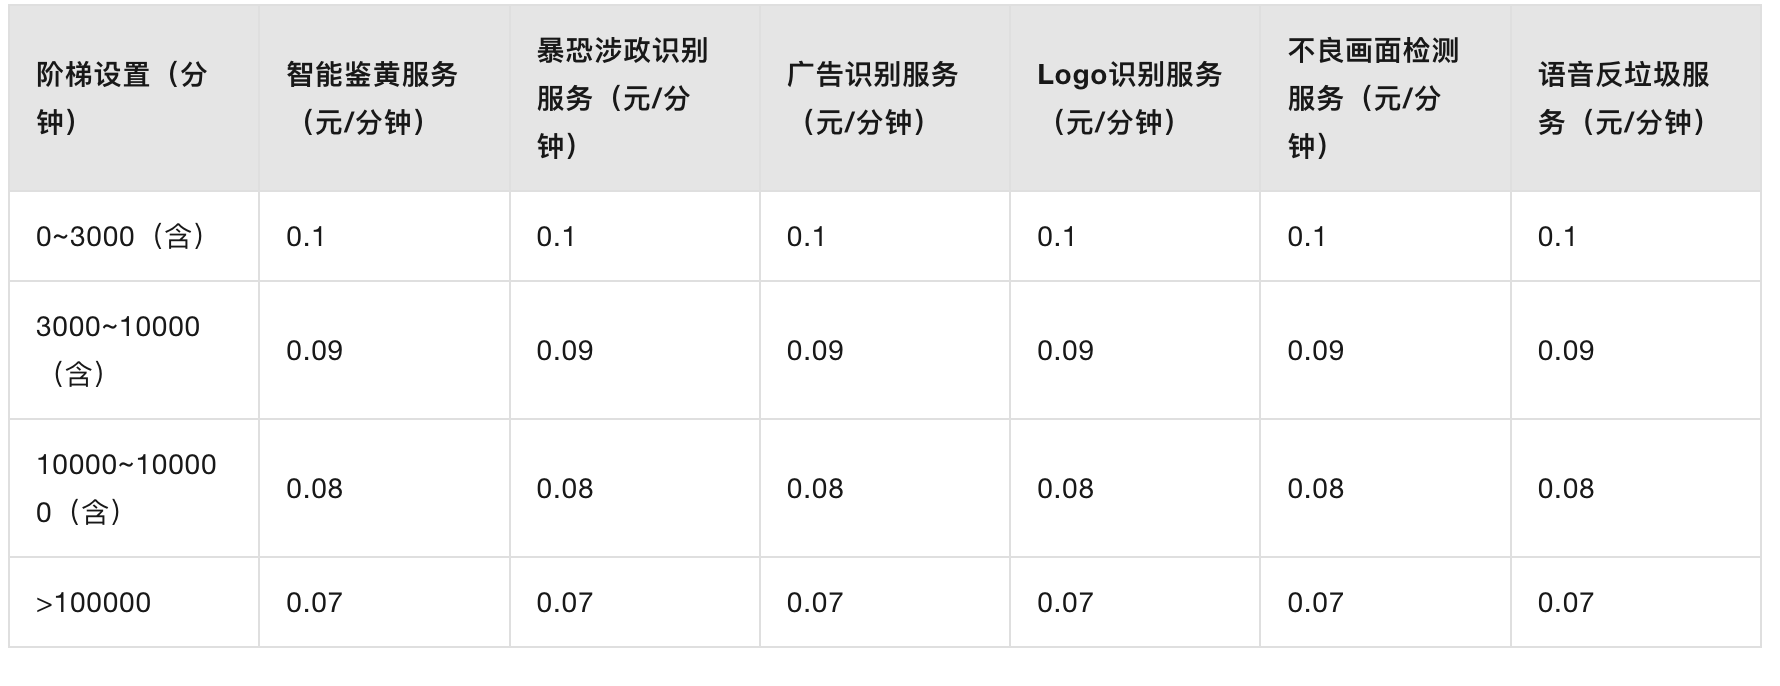 阶梯设置（分
钟）
智能鉴黄服务
（元/分钟）
暴恐涉政识别
服务（元/分
钟）
广告识别服务
（元/分钟）
Logo识别服务
（元/分钟）
不良画面检测
服务（元/分
钟）
语音反垃圾服
务（元/分钟）
0~3000（含）
0.1
0.1
0.1
0.1
0.1
0.1
3000~10000
（含）
0.09
0.09
0.09
0.09
0.09
0.09
10000~10000
0（含）
0.08
0.08
0.08
0.08
0.08
0.08
>100000
0.07
0.07
0.07
0.07
0.07
0.07